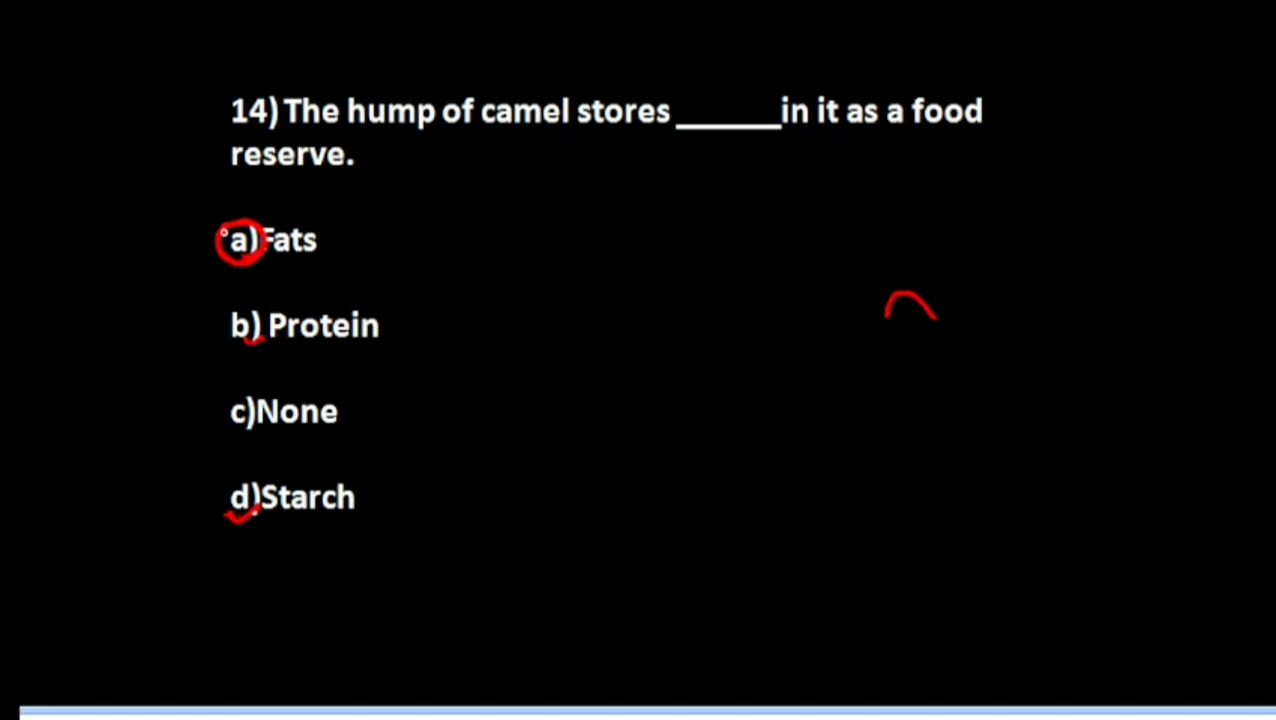 14) The hump of camel stores ______in it as a food
reserve.
a)Fats
b) Protein
c)None
d)Starch